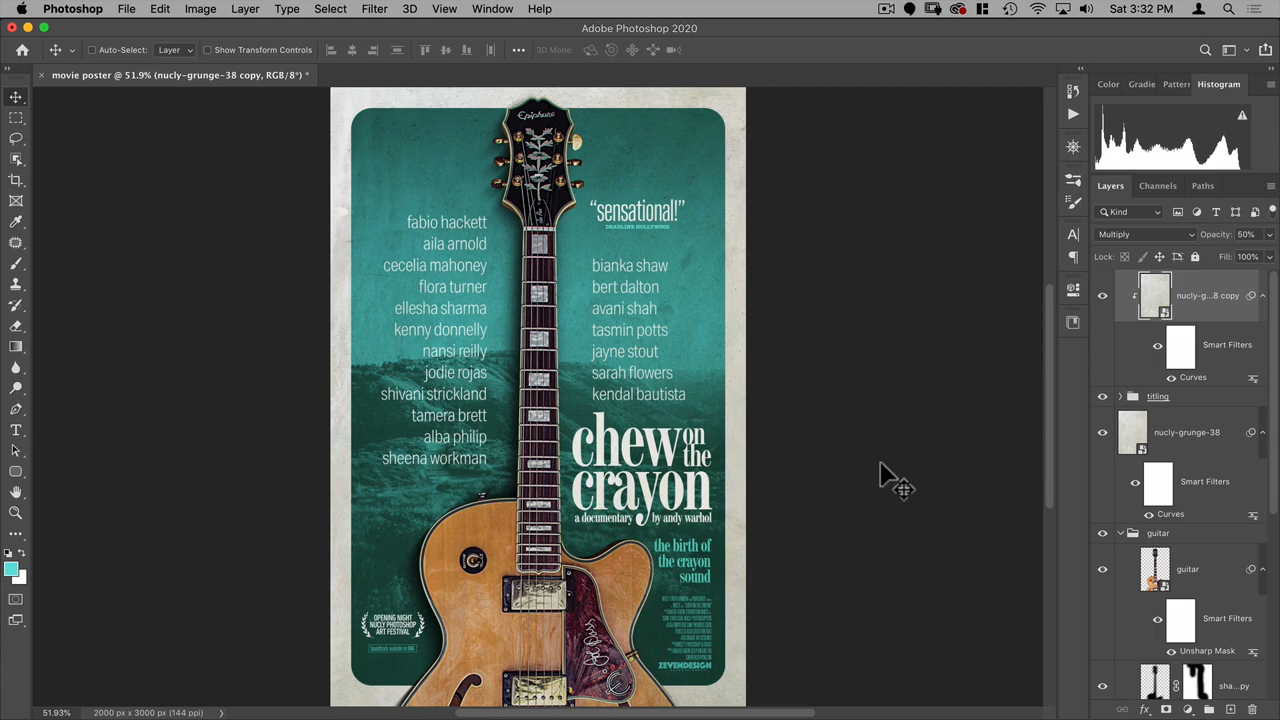 Photoshop File Edit Image Layer Type Select Filter 3D View Window Help
Sat 3:32 PM
Adobe Photoshop 2020
Auto-Select: Layer Show Transform Controls
3D Mode:
movie poster @ 51.9% (nucly-grunge-38 copy, RGB/8*) *
Epiphone
"sensational!"
DEADLINE HOLLYWOOD
fabio hackett
aila arnold
cecelia mahoney
flora turner
ellesha sharma
kenny donnelly
nansi reilly
jodie rojas
shivani strickland
tamera brett
alba philip
sheena workman
bianka shaw
bert dalton
avani shah
tasmin potts
jayne stout
sarah flowers
kendal bautista
chew on the
crayon
a documentary by andy warhol
the birth of
the crayon
sound
OPENING NIGHT
NUCLY PHOTOSHOP
ART FESTIVAL
ZEVENDESIGN
Color Gradie Pattern Histogram
Layers Channels Paths
Kind
Multiply Opacity: 50%
Lock: Fill: 100%
nucly-g...8 copy
Smart Filters
Curves
titling
nucly-grunge-38
Smart Filters
Curves
guitar
guitar
Smart Filters
Unsharp Mask
sha...py
51.93% 2000 px x 3000 px (144 ppi)